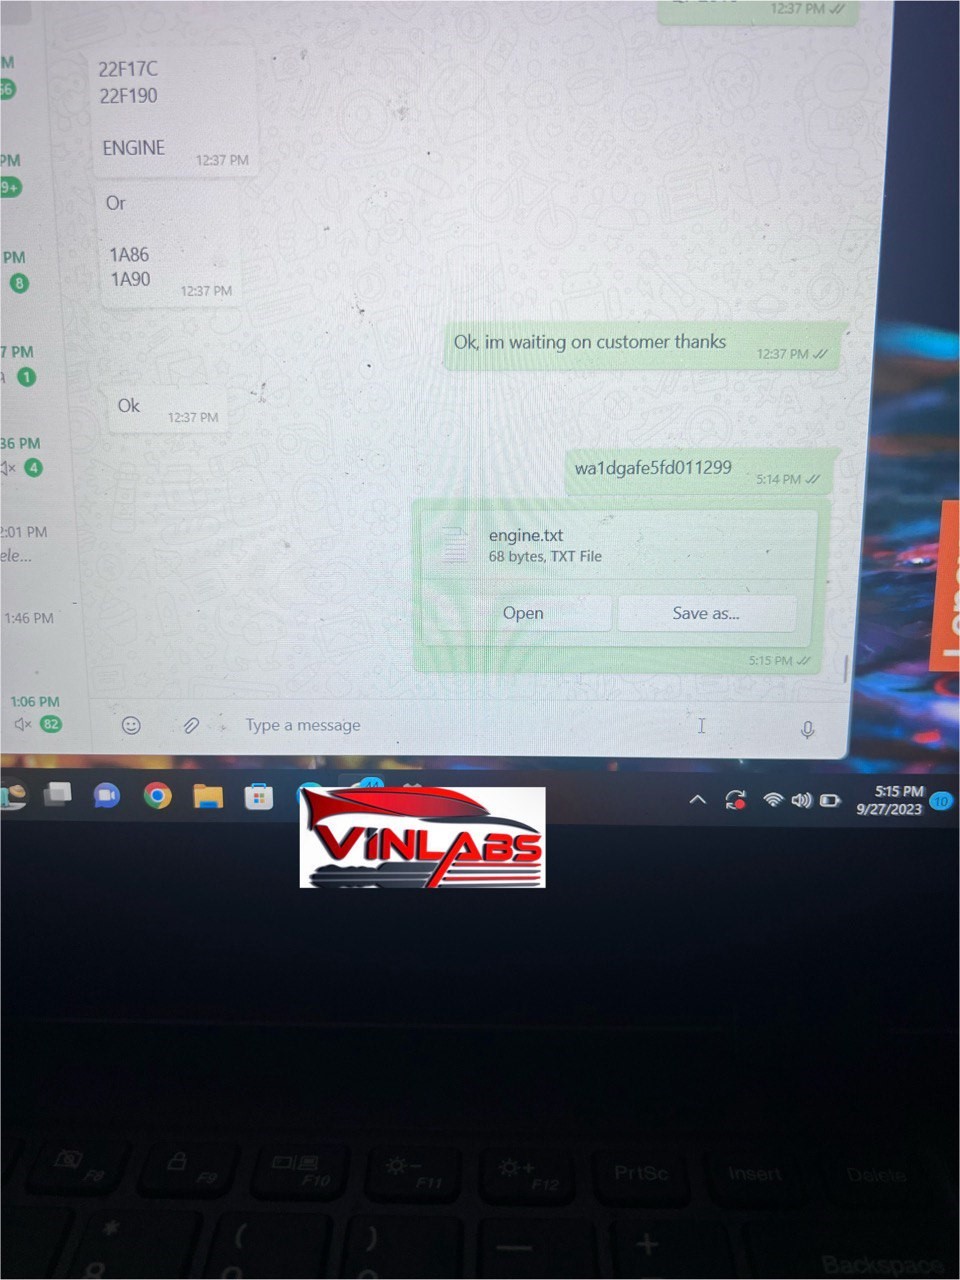 12:37 PM
M
56
22F17C
22F190
ENGINE
12:37 PM
PM
9+
Or
1A86
1A90
12:37 PM
PM
8
Ok, im waiting on customer thanks
12:37 PM
7 PM
1
Ok
12:37 PM
36 PM
4
wa1dgafe5fd011299
5:14 PM
2:01 PM
ele...
engine.txt
68 bytes, TXT File
Open
Save as...
1:46 PM
5:15 PM
1:06 PM
82
Type a message
5:15 PM
9/27/2023
10
VINLABS
F8
F9
F10
F11
F12
PrtSc
Insert
Delete
*
8
(
)
—
+
Backspace